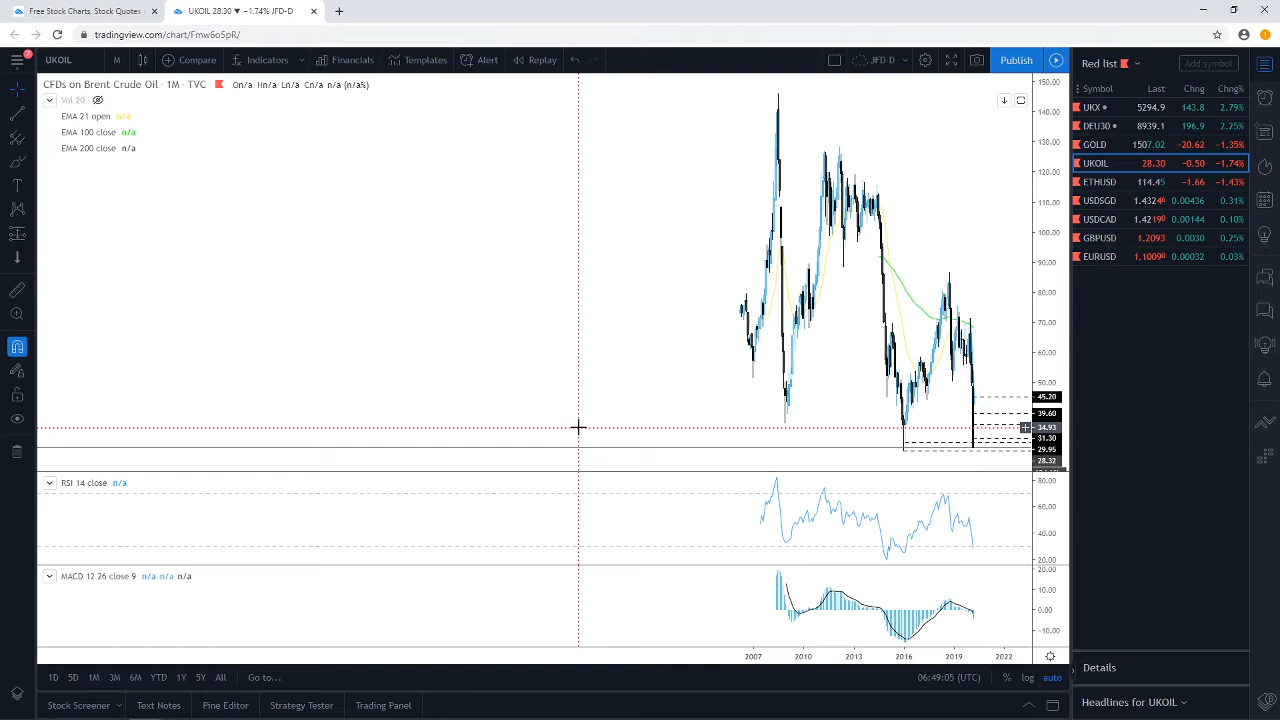 Free Stock Charts, Stock Quotes
UKOIL 28.30 ▼ −1.74% JFD-D
tradingview.com/chart/Fmw6o5pR/
7
UKOIL M Compare Indicators Financials Templates Alert Replay JFD-D Publish
Red list Add symbol
CFDs on Brent Crude Oil · 1M · TVC On/a Hn/a Ln/a Cn/a n/a (n/a%)
Vol 20
EMA 21 open n/a
EMA 100 close n/a
EMA 200 close n/a
150.00
140.00
130.00
120.00
110.00
100.00
90.00
80.00
70.00
60.00
50.00
45.20
39.60
34.93
31.30
29.95
28.32
RSI 14 close n/a
80.00
60.00
40.00
20.00
MACD 12 26 close 9 n/a n/a n/a
20.00
10.00
0.00
−10.00
2007 2010 2013 2016 2019 2022
1D 5D 1M 3M 6M YTD 1Y 5Y All Go to... 06:49:05 (UTC) % log auto
Stock Screener Text Notes Pine Editor Strategy Tester Trading Panel
Symbol Last Chng Chng%
UKX 5294.9 143.8 2.79%
DEU30 8939.1 196.9 2.25%
GOLD 1507.02 −20.62 −1.35%
UKOIL 28.30 −0.50 −1.74%
ETHUSD 114.45 −1.66 −1.43%
USDSGD 1.43246 0.00436 0.31%
USDCAD 1.42190 0.00144 0.10%
GBPUSD 1.2093 0.0030 0.25%
EURUSD 1.10090 0.00032 0.03%
Details
Headlines for UKOIL